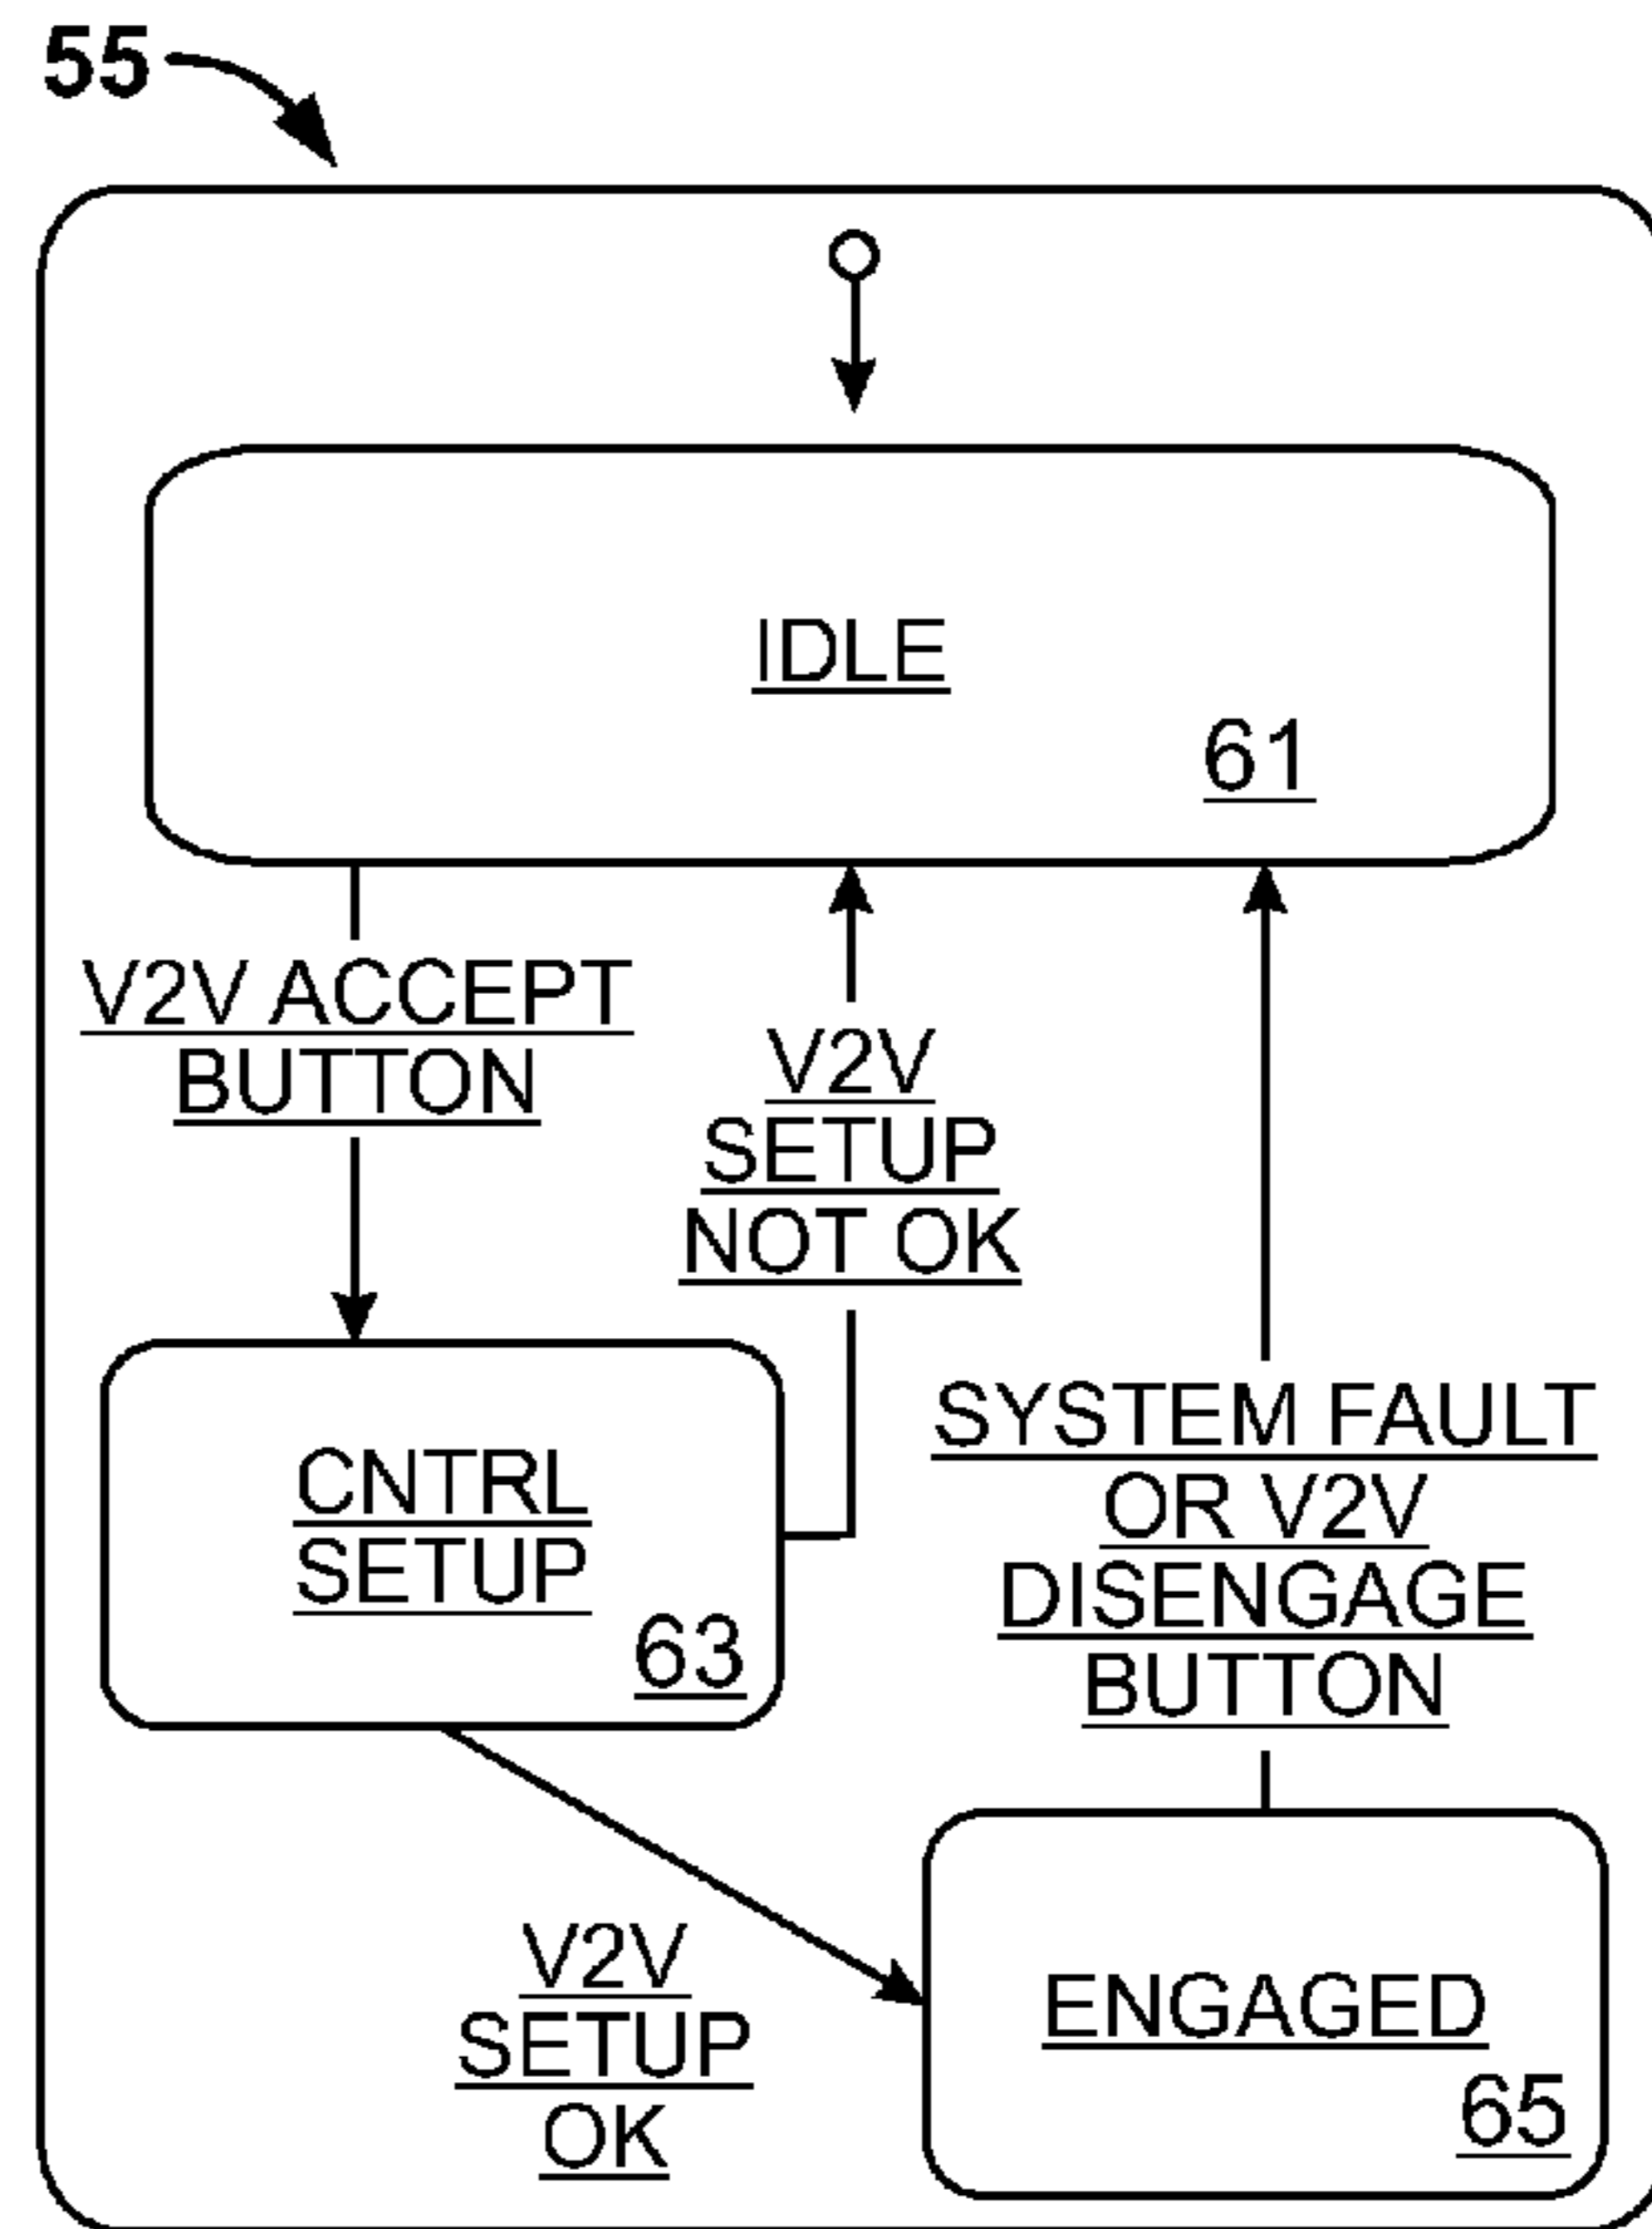 55
IDLE
61
V2V ACCEPT
BUTTON
V2V
SETUP
NOT OK
SYSTEM FAULT
OR V2V
DISENGAGE
BUTTON
CNTRL
SETUP
63
V2V
SETUP
OK
ENGAGED
65